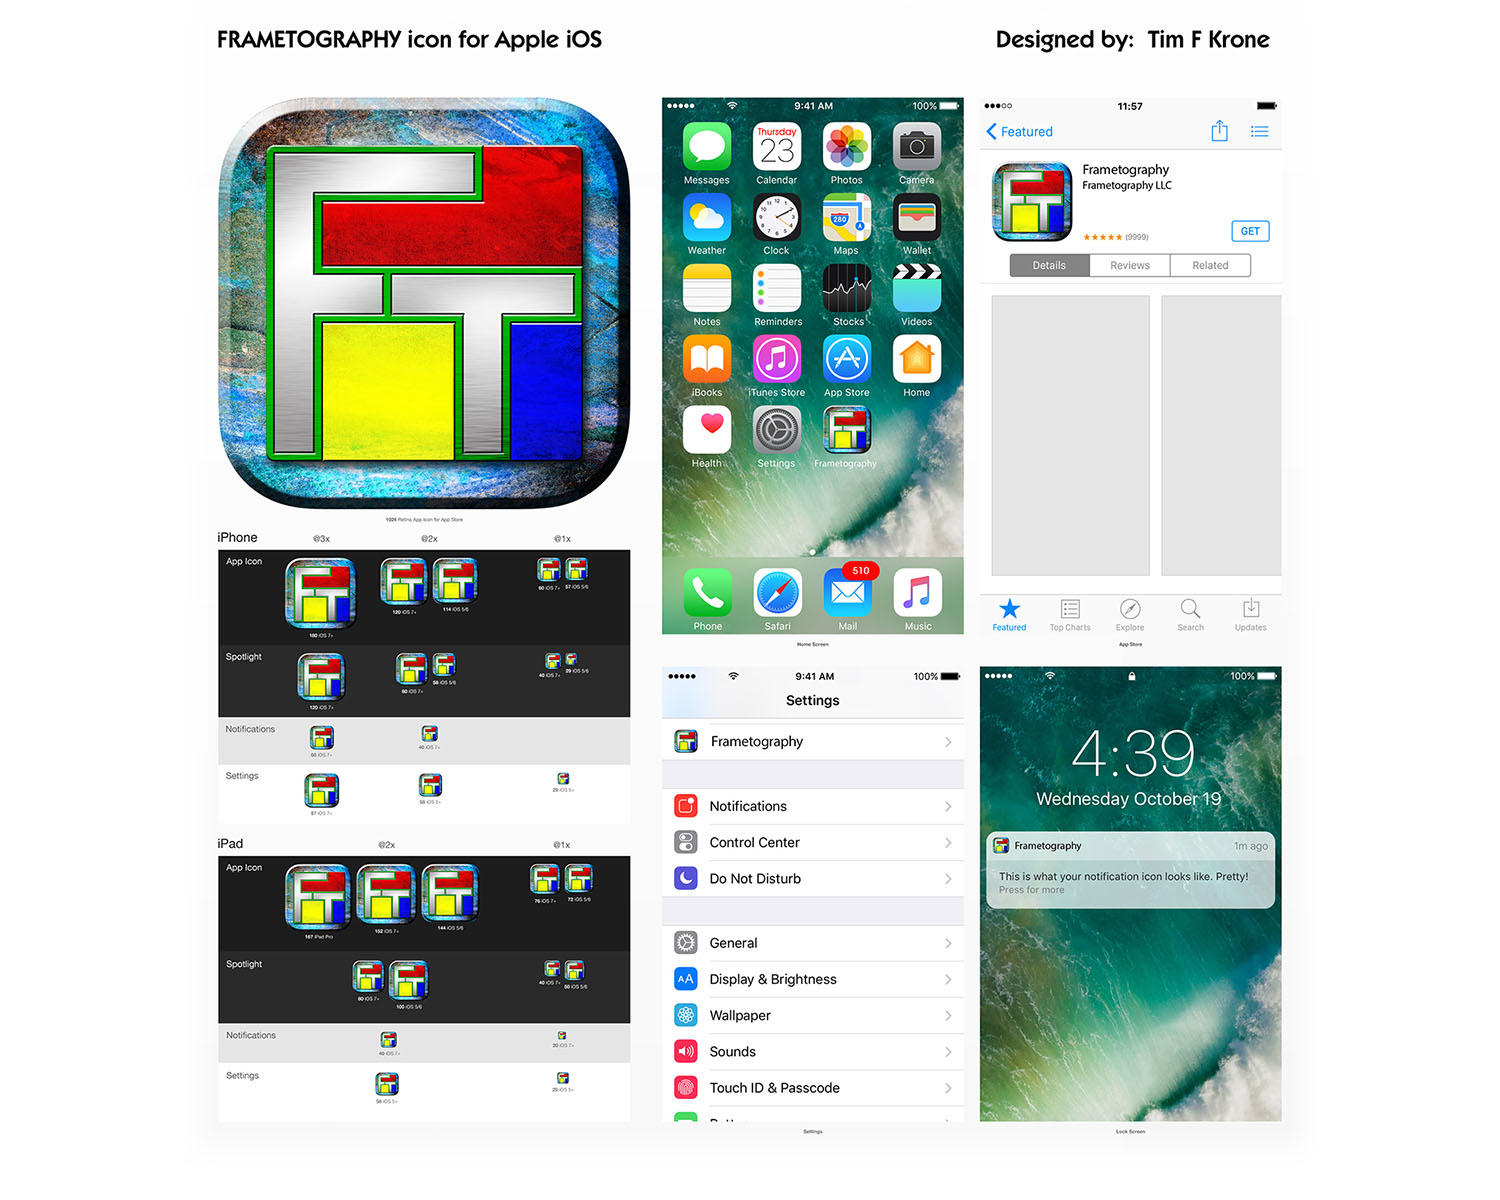 FRAMETOGRAPHY icon for Apple iOS
Designed by: Tim F Krone
FT
1024 Retina App Icon for App Store
iPhone @3x @2x @1x
App Icon
180 iOS 7+
120 iOS 7+
114 iOS 5/6
60 iOS 7+
57 iOS 5/6
Spotlight
120 iOS 7+
80 iOS 7+
58 iOS 5/6
40 iOS 7+
29 iOS 5/6
Notifications
60 iOS 7+
40 iOS 7+
Settings
87 iOS 7+
58 iOS 5+
29 iOS 5+
iPad @2x @1x
App Icon
167 iPad Pro
152 iOS 7+
144 iOS 5/6
76 iOS 7+
72 iOS 5/6
Spotlight
80 iOS 7+
100 iOS 5/6
40 iOS 7+
50 iOS 5/6
Notifications
40 iOS 7+
20 iOS 7+
Settings
58 iOS 5+
29 iOS 5+
9:41 AM 100%
Thursday
23
Messages Calendar Photos Camera
280
Weather Clock Maps Wallet
Notes Reminders Stocks Videos
iBooks iTunes Store App Store Home
Health Settings Frametography
510
Phone Safari Mail Music
Home Screen
11:57
Featured
Frametography
Frametography LLC
★★★★★ (9999)
GET
Details Reviews Related
Featured Top Charts Explore Search Updates
App Store
9:41 AM 100%
Settings
Frametography
Notifications
Control Center
Do Not Disturb
General
AA Display & Brightness
Wallpaper
Sounds
Touch ID & Passcode
Settings
100%
4:39
Wednesday October 19
Frametography 1m ago
This is what your notification icon looks like. Pretty!
Press for more
Lock Screen